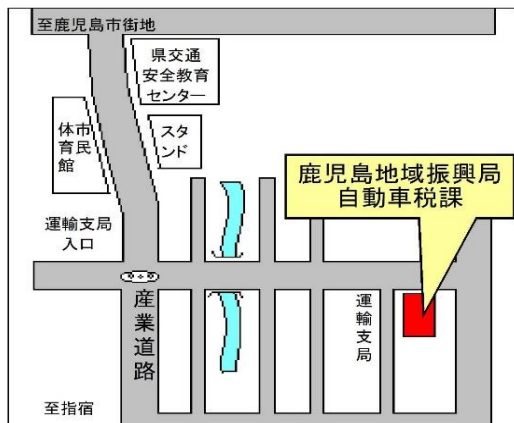 至鹿児島市街地
県交通
安全教育
センター
体育館
市民
スタ
ンド
鹿児島地域振興局
自動車税課
運輸支局
入口
産業道路
運輸支局
至指宿